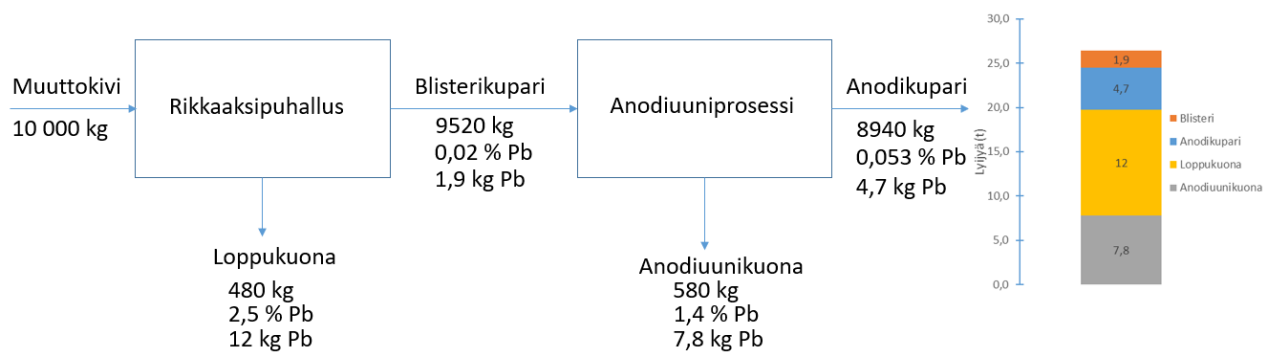 Muuttokivi
10 000 kg
Rikkaaksipuhallus
Blisterikupari
9520 kg
0,02 % Pb
1,9 kg Pb
Anodiuuniprosessi
Anodikupari
8940 kg
0,053 % Pb
4,7 kg Pb
Loppukuona
480 kg
2,5 % Pb
12 kg Pb
Anodiuunikuona
580 kg
1,4 % Pb
7,8 kg Pb
30,0
25,0
20,0
15,0
10,0
5,0
0,0
Lyijyä (t)
1,9
4,7
12
7,8
Blisteri
Anodikupari
Loppukuona
Anodiuunikuona